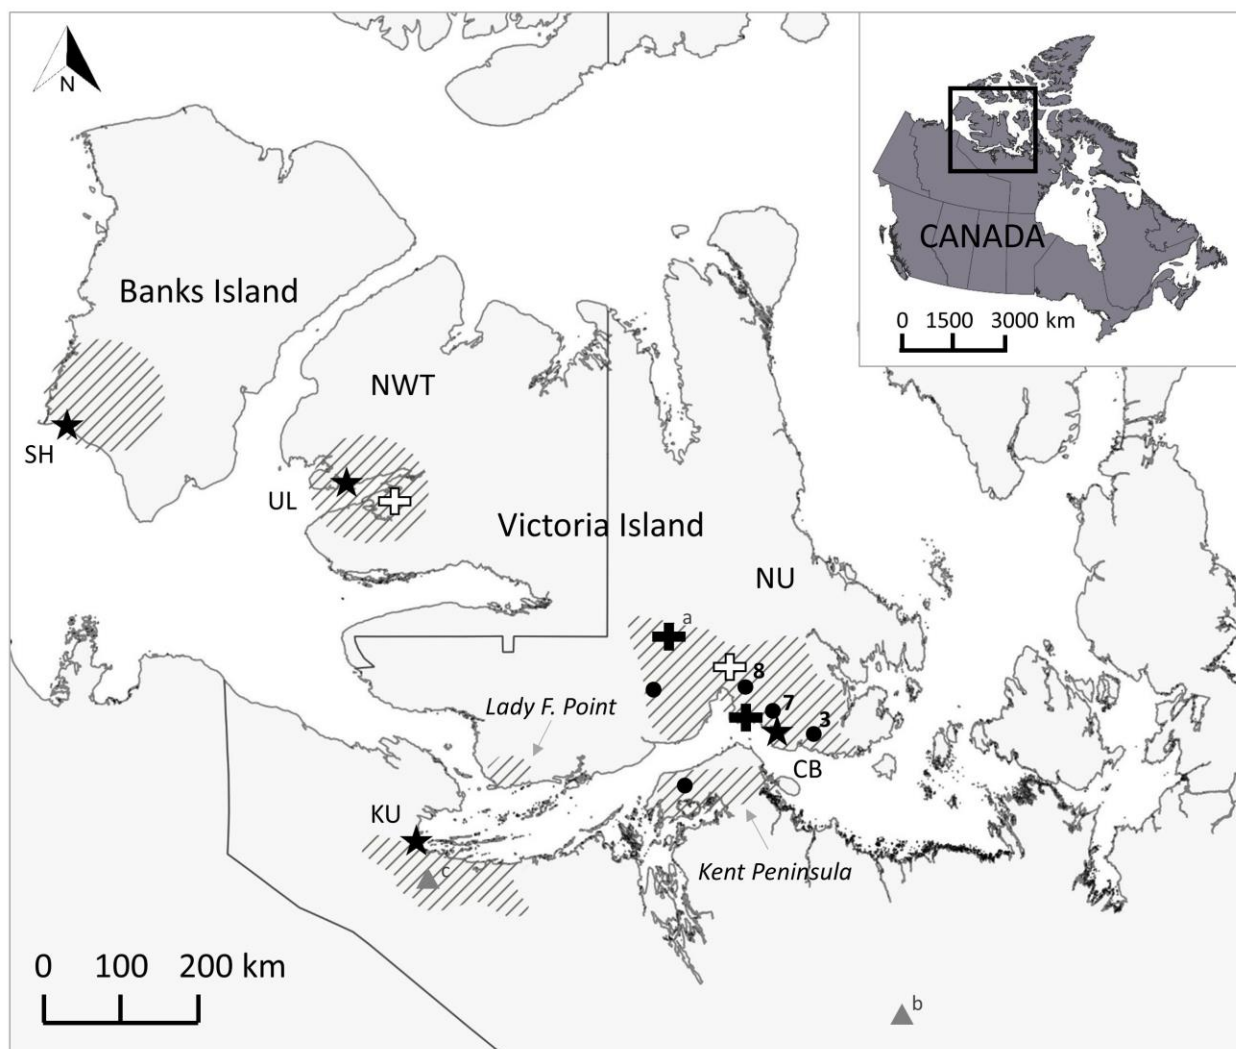 N
CANADA
0 1500 3000 km
Banks Island
NWT
SH
UL
Victoria Island
NU
a
8
Lady F. Point
7
3
CB
KU
c
Kent Peninsula
0 100 200 km
b